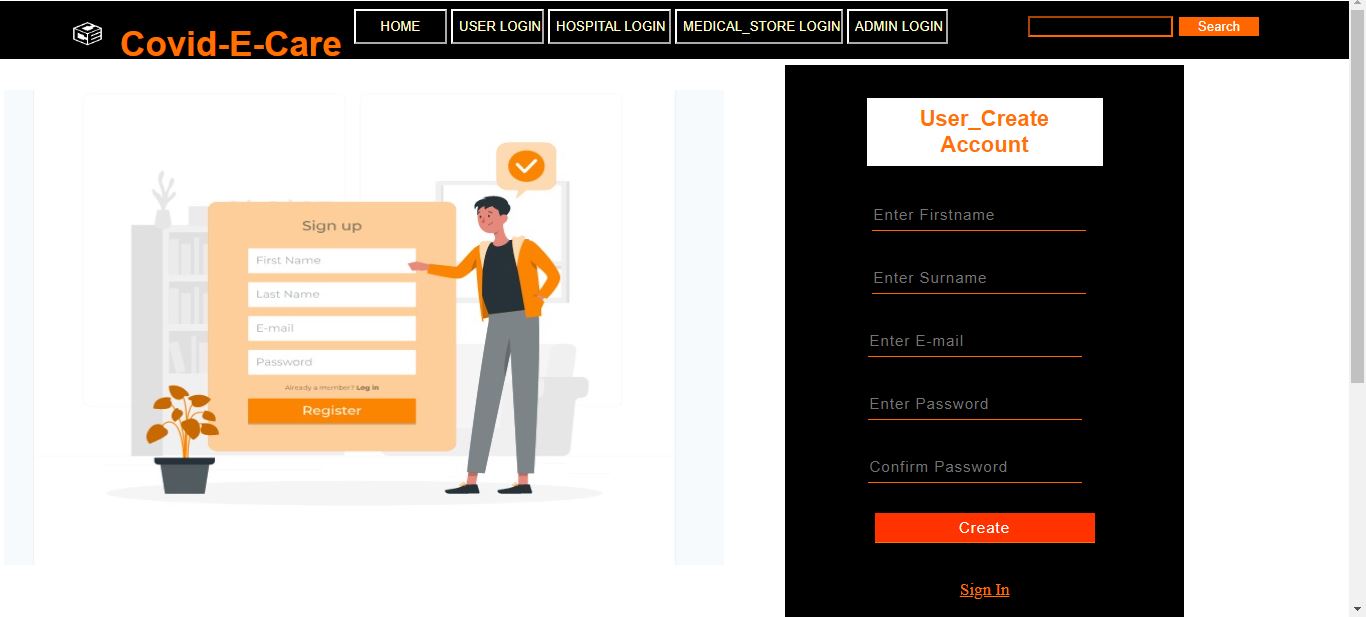 Covid-E-Care
HOME
USER LOGIN
HOSPITAL LOGIN
MEDICAL_STORE LOGIN
ADMIN LOGIN
Search
Sign up
First Name
Last Name
E-mail
Password
Already a member? Log in
Register
User_Create
Account
Enter Firstname
Enter Surname
Enter E-mail
Enter Password
Confirm Password
Create
Sign In